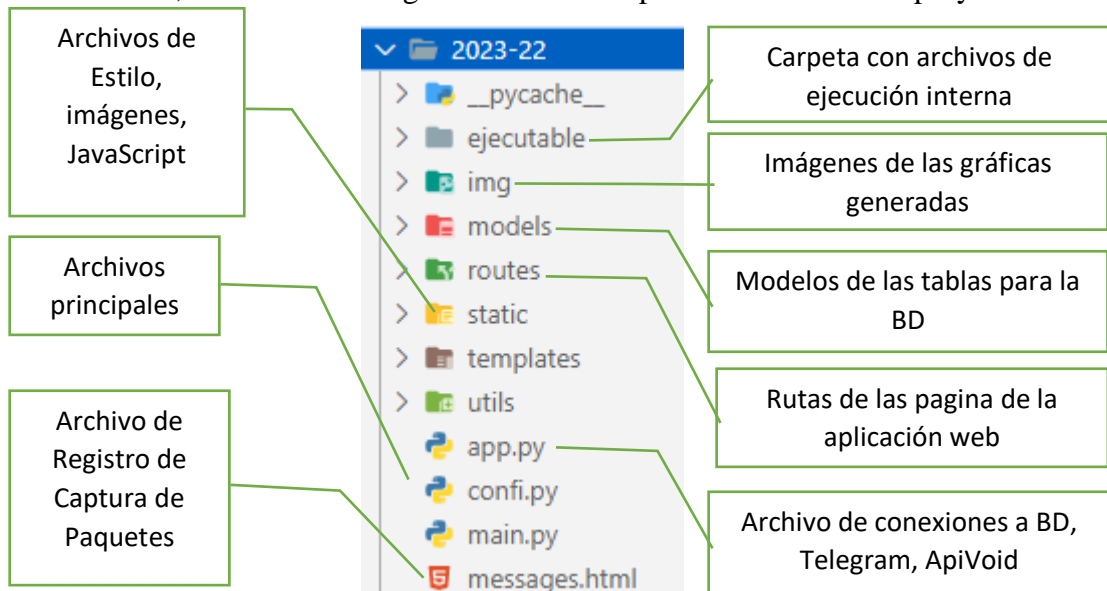 Archivos de
Estilo,
imágenes,
JavaScript
Archivos
principales
Archivo de
Registro de
Captura de
Paquetes
2023-22
__pycache__
ejecutable
img
models
routes
static
templates
utils
app.py
confi.py
main.py
messages.html
Carpeta con archivos de
ejecución interna
Imágenes de las gráficas
generadas
Modelos de las tablas para la
BD
Rutas de las pagina de la
aplicación web
Archivo de conexiones a BD,
Telegram, ApiVoid